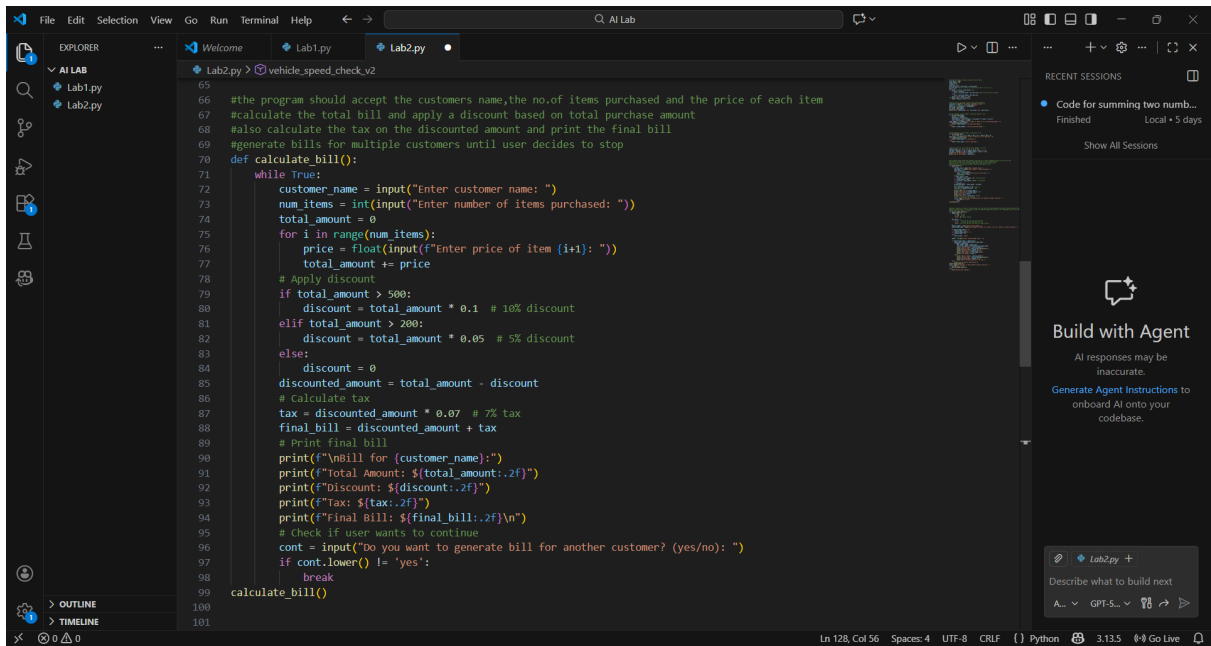 File Edit Selection View Go Run Terminal Help
AI Lab
EXPLORER
AI LAB
Lab1.py
Lab2.py
OUTLINE
TIMELINE
Welcome
Lab1.py
Lab2.py
Lab2.py > vehicle_speed_check_v2
65
66 #the program should accept the customers name,the no.of items purchased and the price of each item
67 #calculate the total bill and apply a discount based on total purchase amount
68 #also calculate the tax on the discounted amount and print the final bill
69 #generate bills for multiple customers until user decides to stop
70 def calculate_bill():
71     while True:
72         customer_name = input("Enter customer name: ")
73         num_items = int(input("Enter number of items purchased: "))
74         total_amount = 0
75         for i in range(num_items):
76             price = float(input(f"Enter price of item {i+1}: "))
77             total_amount += price
78         # Apply discount
79         if total_amount > 500:
80             discount = total_amount * 0.1  # 10% discount
81         elif total_amount > 200:
82             discount = total_amount * 0.05  # 5% discount
83         else:
84             discount = 0
85         discounted_amount = total_amount - discount
86         # Calculate tax
87         tax = discounted_amount * 0.07  # 7% tax
88         final_bill = discounted_amount + tax
89         # Print final bill
90         print(f"\nBill for {customer_name}:")
91         print(f"Total Amount: ${total_amount:.2f}")
92         print(f"Discount: ${discount:.2f}")
93         print(f"Tax: ${tax:.2f}")
94         print(f"Final Bill: ${final_bill:.2f}\n")
95         # Check if user wants to continue
96         cont = input("Do you want to generate bill for another customer? (yes/no): ")
97         if cont.lower() != 'yes':
98             break
99 calculate_bill()
100
101
RECENT SESSIONS
Code for summing two numb...
Finished Local • 5 days
Show All Sessions
Build with Agent
AI responses may be
inaccurate.
Generate Agent Instructions to
onboard AI onto your
codebase.
Lab2.py
Describe what to build next
A... GPT-5...
0 0
Ln 128, Col 56 Spaces: 4 UTF-8 CRLF {} Python 3.13.5 Go Live